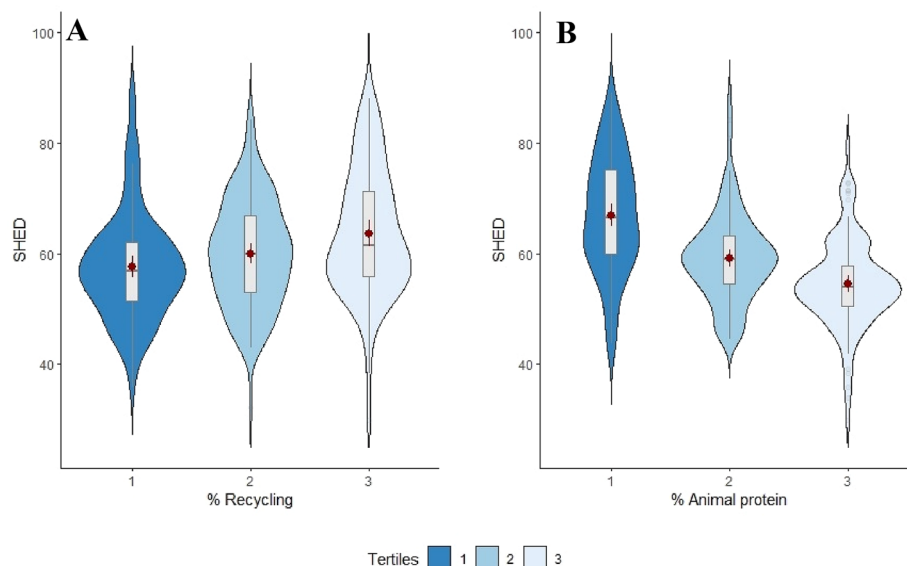 A
B
100
80
60
40
SHED
1 2 3
% Recycling
100
80
60
40
SHED
1 2 3
% Animal protein
Tertiles 1 2 3